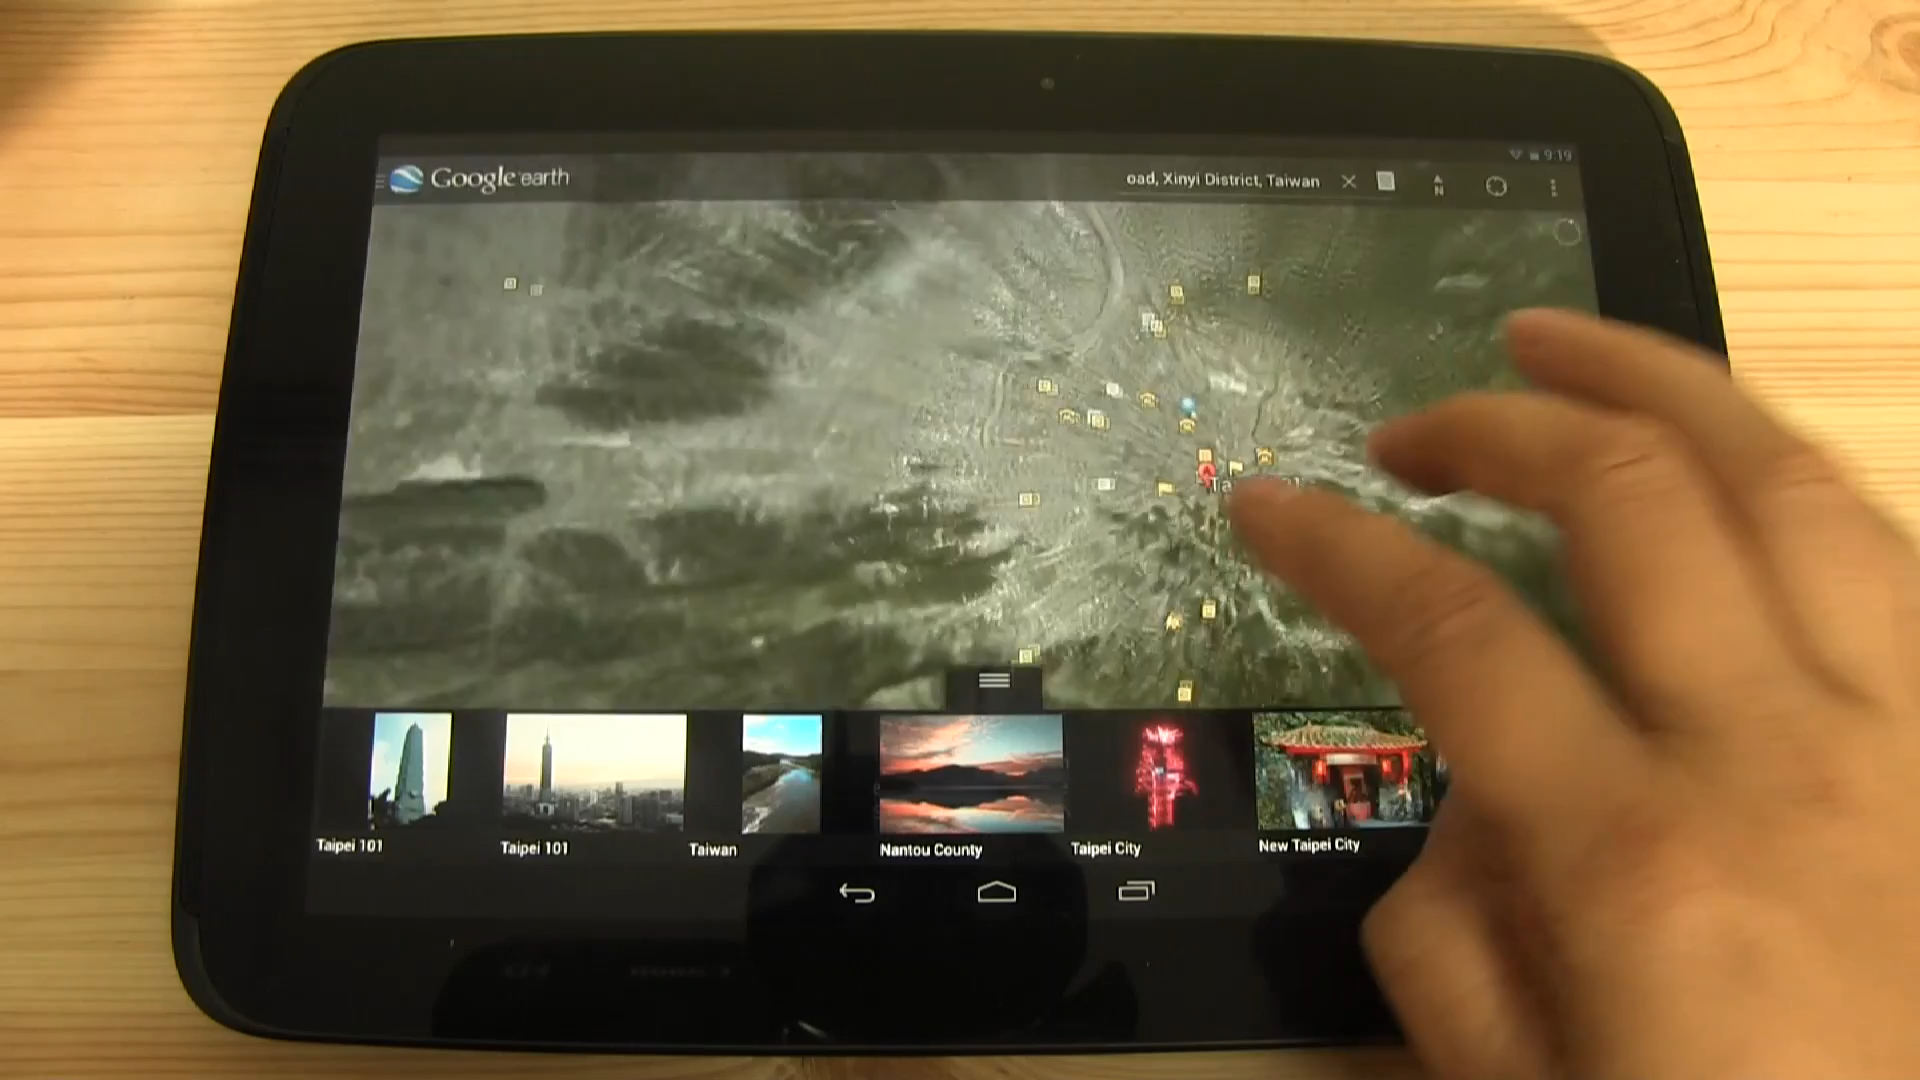 9:19
Google earth
oad, Xinyi District, Taiwan
N
Taipei 101
Taipei 101
Taiwan
Nantou County
Taipei City
New Taipei City